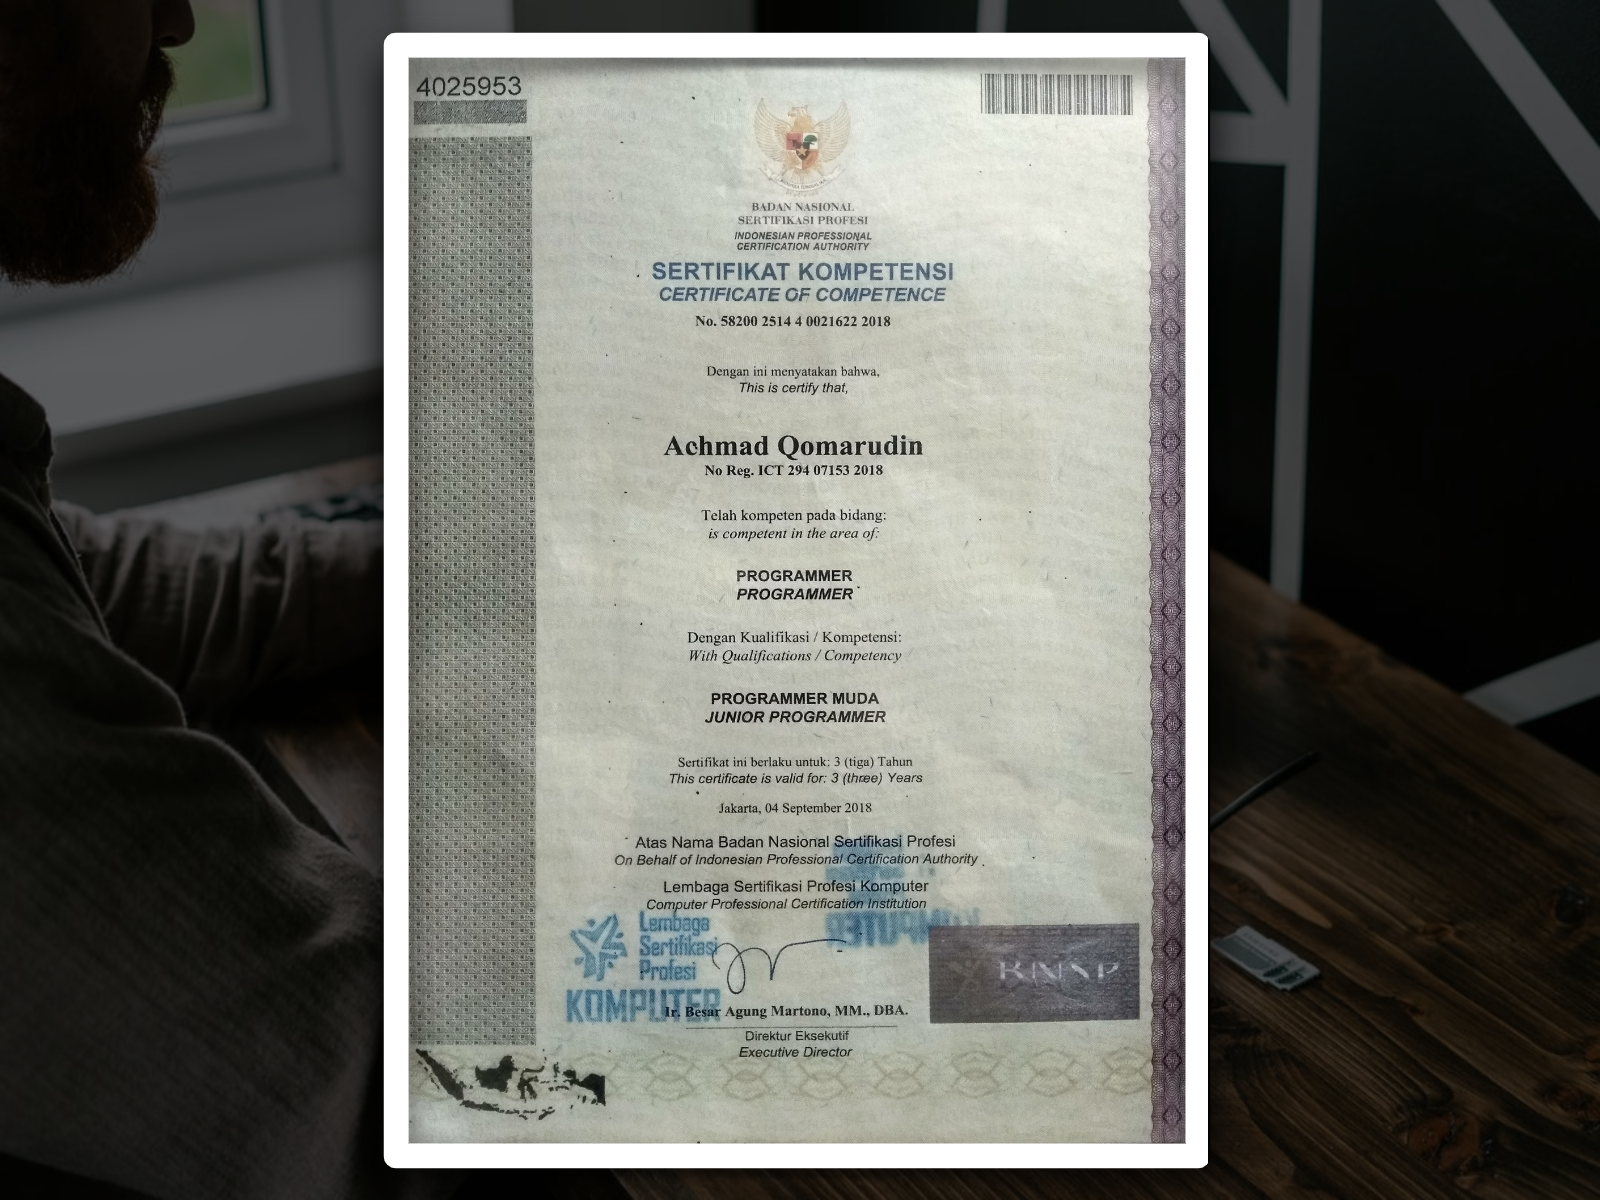 4025953
BADAN NASIONAL
SERTIFIKASI PROFESI
INDONESIAN PROFESSIONAL
CERTIFICATION AUTHORITY
SERTIFIKAT KOMPETENSI
CERTIFICATE OF COMPETENCE
No. 58200 2514 4 0021622 2018
Dengan ini menyatakan bahwa,
This is certify that,
Achmad Qomarudin
No Reg. ICT 294 07153 2018
Telah kompeten pada bidang:
is competent in the area of:
PROGRAMMER
PROGRAMMER
Dengan Kualifikasi / Kompetensi:
With Qualifications / Competency
PROGRAMMER MUDA
JUNIOR PROGRAMMER
Sertifikat ini berlaku untuk: 3 (tiga) Tahun
This certificate is valid for: 3 (three) Years
Jakarta, 04 September 2018
Atas Nama Badan Nasional Sertifikasi Profesi
On Behalf of Indonesian Professional Certification Authority
Lembaga Sertifikasi Profesi Komputer
Computer Professional Certification Institution
Lembaga
Sertifikasi
Profesi
KOMPUTER
BNSP
Ir. Besar Agung Martono, MM., DBA.
Direktur Eksekutif
Executive Director